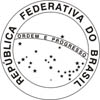 REPÚBLICA FEDERATIVA DO BRASIL
ORDEM E PROGRESSO